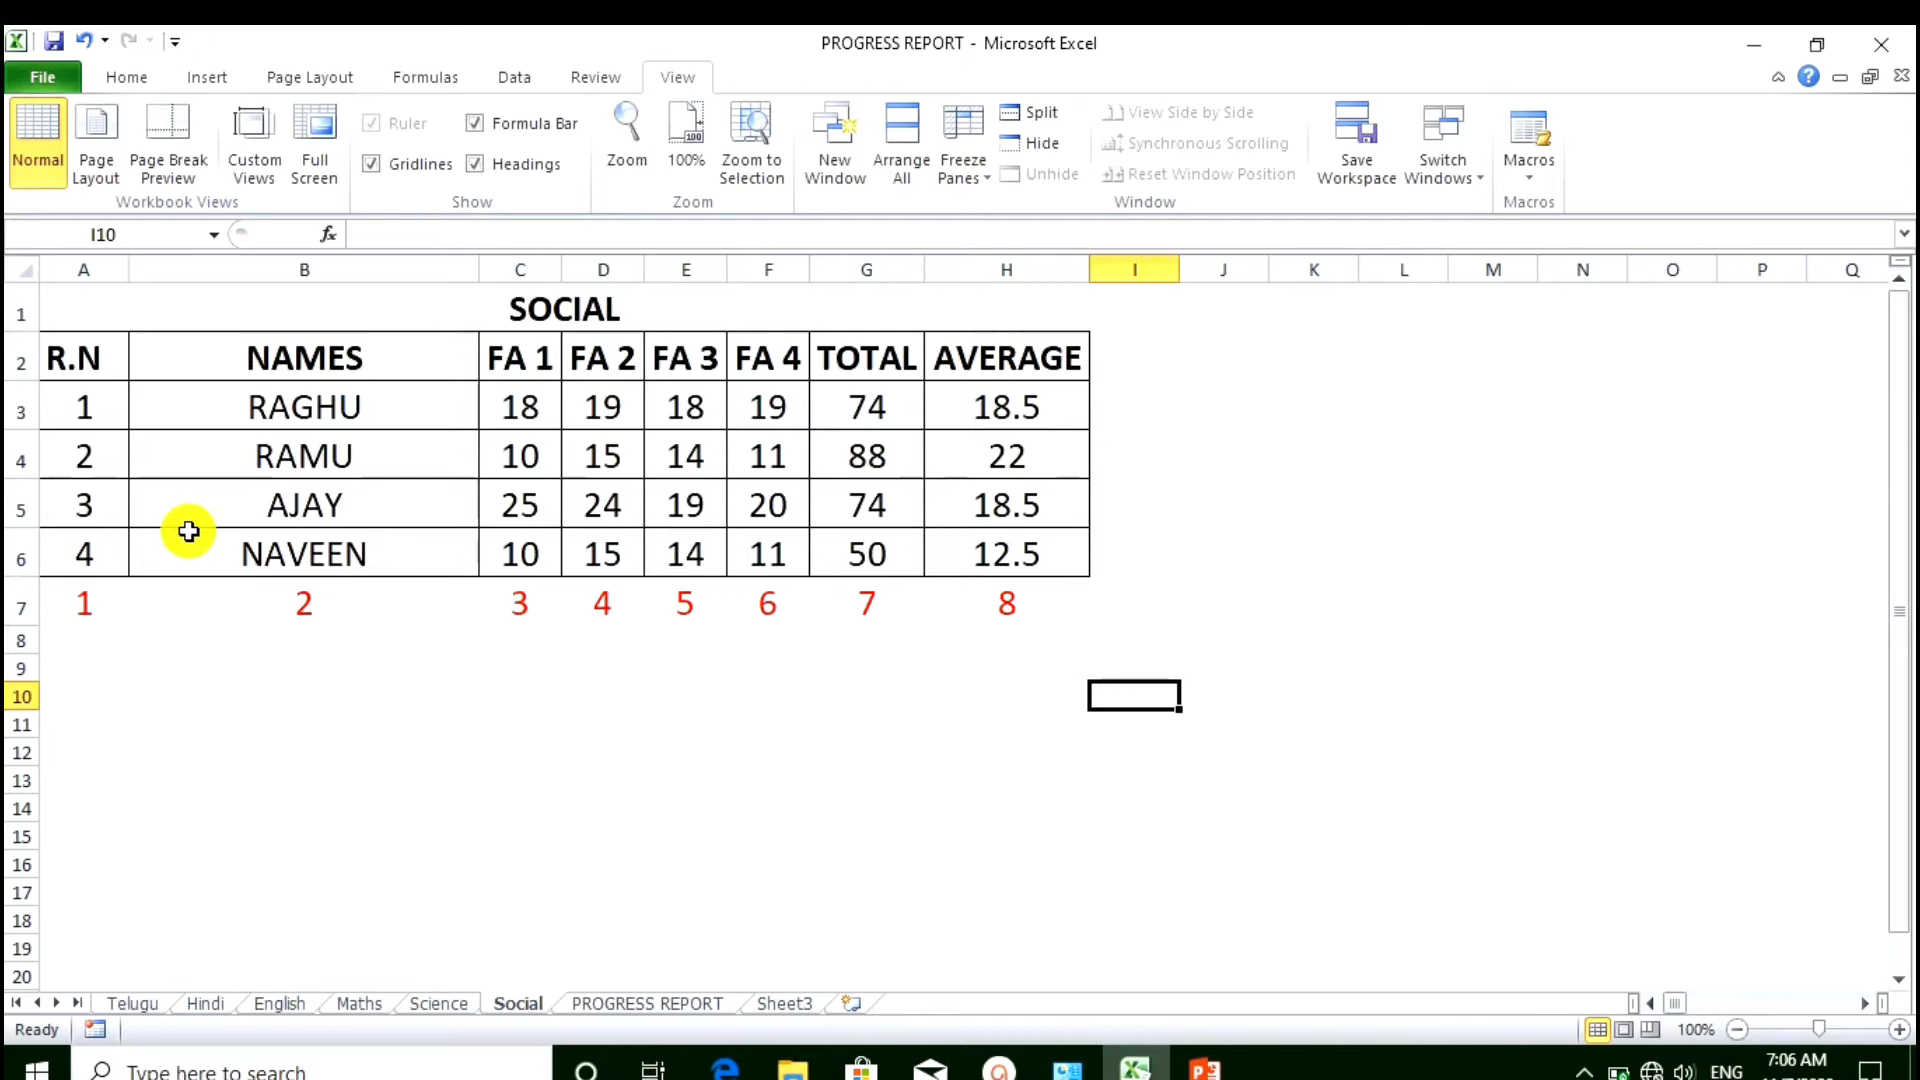 PROGRESS REPORT - Microsoft Excel
File Home Insert Page Layout Formulas Data Review View
Normal
Page Layout
Page Break Preview
Custom Views
Full Screen
Workbook Views
Ruler
Formula Bar
Gridlines
Headings
Show
Zoom
100%
Zoom to Selection
Zoom
New Window
Arrange All
Freeze Panes
Split
Hide
Unhide
View Side by Side
Synchronous Scrolling
Reset Window Position
Window
Save Workspace
Switch Windows
Macros
Macros
I10 fx
A B C D E F G H I J K L M N O P Q
1 SOCIAL
2 R.N NAMES FA 1 FA 2 FA 3 FA 4 TOTAL AVERAGE
3 1 RAGHU 18 19 18 19 74 18.5
4 2 RAMU 10 15 14 11 88 22
5 3 AJAY 25 24 19 20 74 18.5
6 4 NAVEEN 10 15 14 11 50 12.5
7 1 2 3 4 5 6 7 8
8
9
10
11
12
13
14
15
16
17
18
19
20
Telugu Hindi English Maths Science Social PROGRESS REPORT Sheet3
Ready 100%
Type here to search ENG 7:06 AM